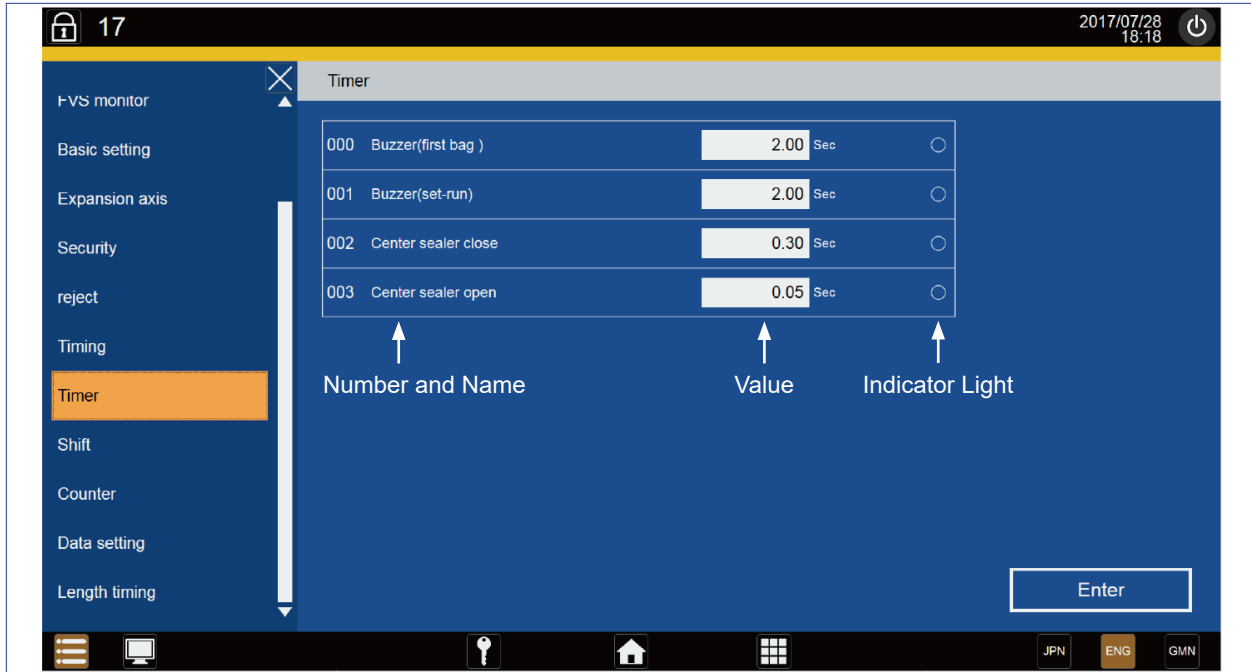 17
2017/07/28
18:18
Timer
FVS monitor
Basic setting
Expansion axis
Security
reject
Timing
Timer
Shift
Counter
Data setting
Length timing
000 Buzzer(first bag ) 2.00 Sec
001 Buzzer(set-run) 2.00 Sec
002 Center sealer close 0.30 Sec
003 Center sealer open 0.05 Sec
Number and Name Value Indicator Light
Enter
JPN ENG GMN